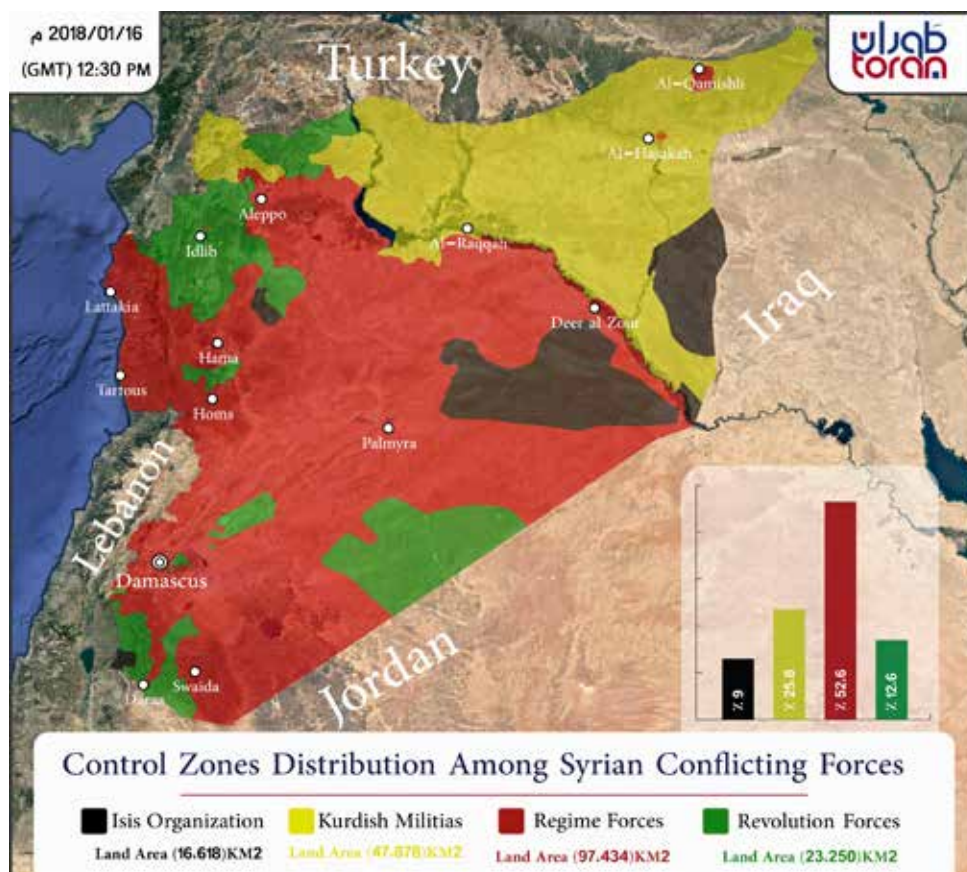 2018/01/16 م
(GMT) 12:30 PM
طوران
toran
Turkey
Al-Qamishli
Al-Hasakah
Aleppo
Idlib
Al-Raqqah
Lattakia
Deer al Zour
Iraq
Hama
Tartous
Homs
Palmyra
Lebanon
Damascus
Jordan
Swaida
Daraa
٪ 9
٪ 25.8
٪ 52.6
٪ 12.6
Control Zones Distribution Among Syrian Conflicting Forces
Isis Organization
Kurdish Militias
Regime Forces
Revolution Forces
Land Area (16.618)KM2
Land Area (47.878)KM2
Land Area (97.434)KM2
Land Area (23.250)KM2